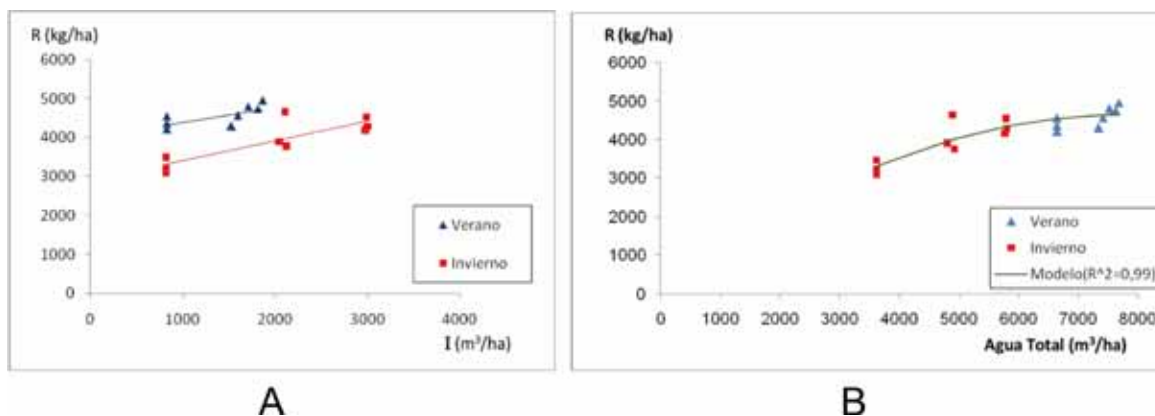 R (kg/ha)
6000
5000
4000
3000
2000
1000
0
0 1000 2000 3000 4000
I (m³/ha)
Verano
Invierno
A
R (kg/ha)
6000
5000
4000
3000
2000
1000
0
0 1000 2000 3000 4000 5000 6000 7000 8000
Agua Total (m³/ha)
Verano
Invierno
Modelo(R^2=0,99)
B